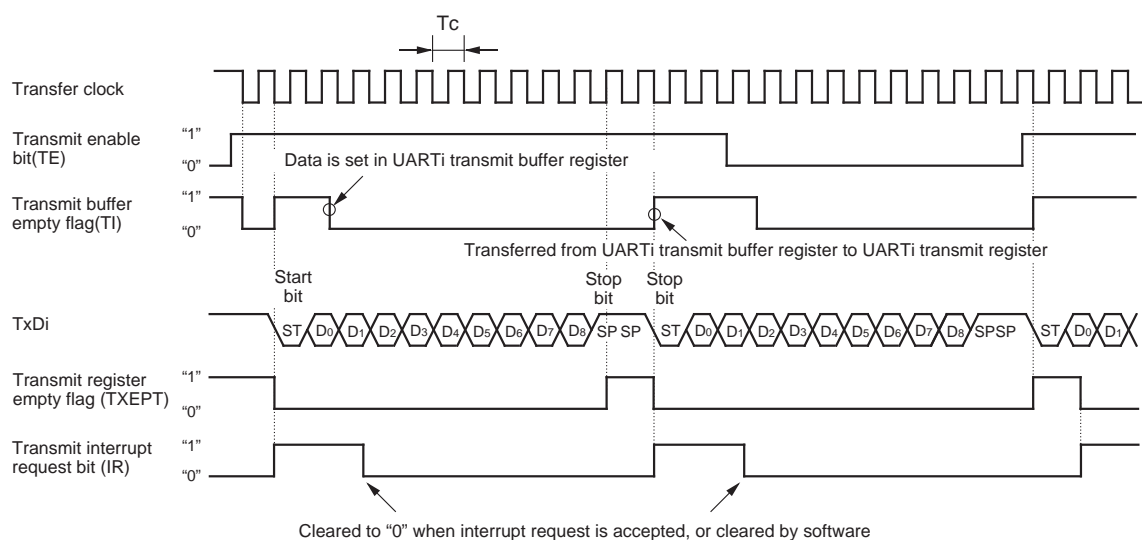 Tc
Transfer clock
Transmit enable
bit(TE)
“1”
“0”
Data is set in UARTi transmit buffer register
Transmit buffer
empty flag(TI)
“1”
“0”
Transferred from UARTi transmit buffer register to UARTi transmit register
Start
bit
Stop
bit
Stop
bit
TxDi
ST D0 D1 D2 D3 D4 D5 D6 D7 D8 SP SP ST D0 D1 D2 D3 D4 D5 D6 D7 D8 SPSP ST D0 D1
Transmit register
empty flag (TXEPT)
“1”
“0”
Transmit interrupt
request bit (IR)
“1”
“0”
Cleared to “0” when interrupt request is accepted, or cleared by software